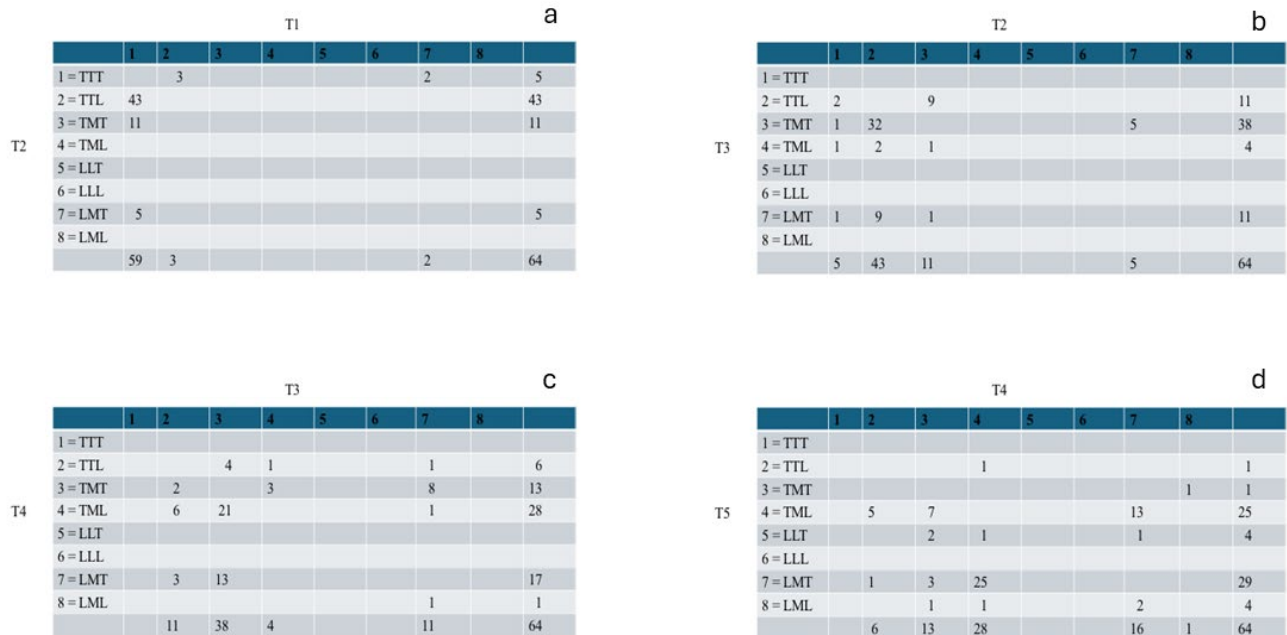 a
T1
1 2 3 4 5 6 7 8
1 = TTT 3 2 5
2 = TTL 43 43
3 = TMT 11 11
T2
4 = TML
5 = LLT
6 = LLL
7 = LMT 5 5
8 = LML
59 3 2 64
b
T2
1 2 3 4 5 6 7 8
1 = TTT
2 = TTL 2 9 11
3 = TMT 1 32 5 38
T3
4 = TML 1 2 1 4
5 = LLT
6 = LLL
7 = LMT 1 9 1 11
8 = LML
5 43 11 5 64
c
T3
1 2 3 4 5 6 7 8
1 = TTT
2 = TTL 4 1 1 6
3 = TMT 2 3 8 13
T4
4 = TML 6 21 1 28
5 = LLT
6 = LLL
7 = LMT 3 13 17
8 = LML 1 1
11 38 4 11 64
d
T4
1 2 3 4 5 6 7 8
1 = TTT
2 = TTL 1 1
3 = TMT 1 1
T5
4 = TML 5 7 13 25
5 = LLT 2 1 1 4
6 = LLL
7 = LMT 1 3 25 29
8 = LML 1 1 2 4
6 13 28 16 1 64